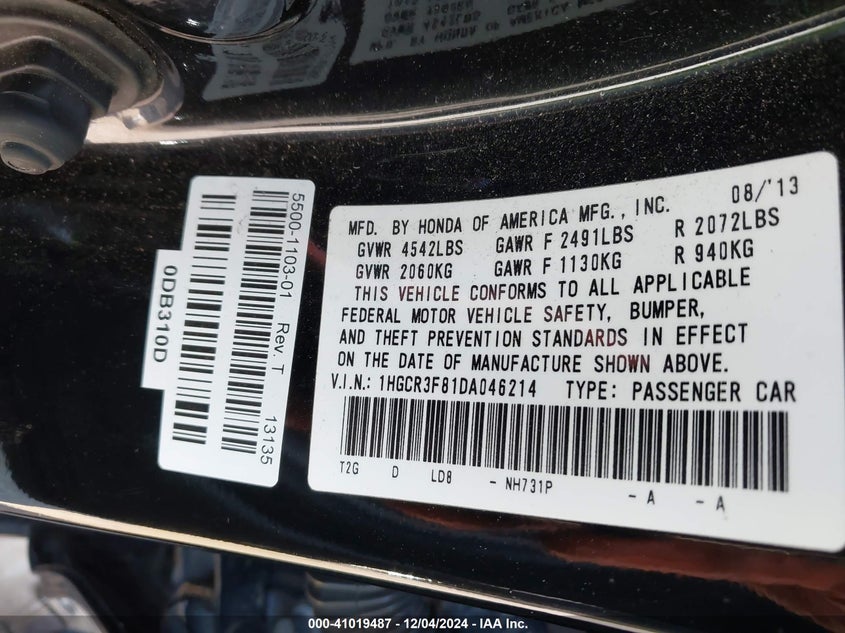 5500-1103-01 Rev. T 13135
0DB310D
MFD. BY HONDA OF AMERICA MFG., INC. 08/'13
GVWR 4542LBS GAWR F 2491LBS R 2072LBS
GVWR 2060KG GAWR F 1130KG R 940KG
THIS VEHICLE CONFORMS TO ALL APPLICABLE
FEDERAL MOTOR VEHICLE SAFETY, BUMPER,
AND THEFT PREVENTION STANDARDS IN EFFECT
ON THE DATE OF MANUFACTURE SHOWN ABOVE.
V.I.N.: 1HGCR3F81DA046214 TYPE: PASSENGER CAR
T2G D LD8 - NH731P - A - A
000-41019487 - 12/04/2024 - IAA Inc.